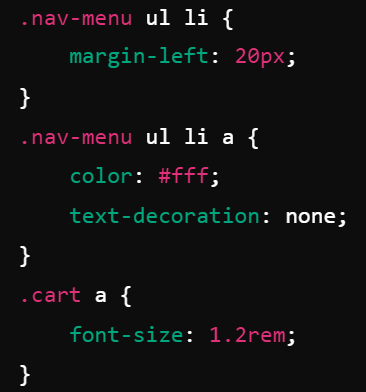 .nav-menu ul li {
    margin-left: 20px;
}
.nav-menu ul li a {
    color: #fff;
    text-decoration: none;
}
.cart a {
    font-size: 1.2rem;
}